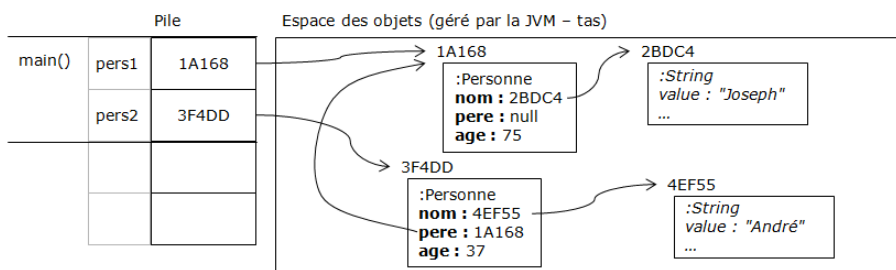 Pile
Espace des objets (géré par la JVM – tas)
main()
pers1
1A168
pers2
3F4DD
1A168
:Personne
nom : 2BDC4
pere : null
age : 75
2BDC4
:String
value : "Joseph"
...
3F4DD
:Personne
nom : 4EF55
pere : 1A168
age : 37
4EF55
:String
value : "André"
...